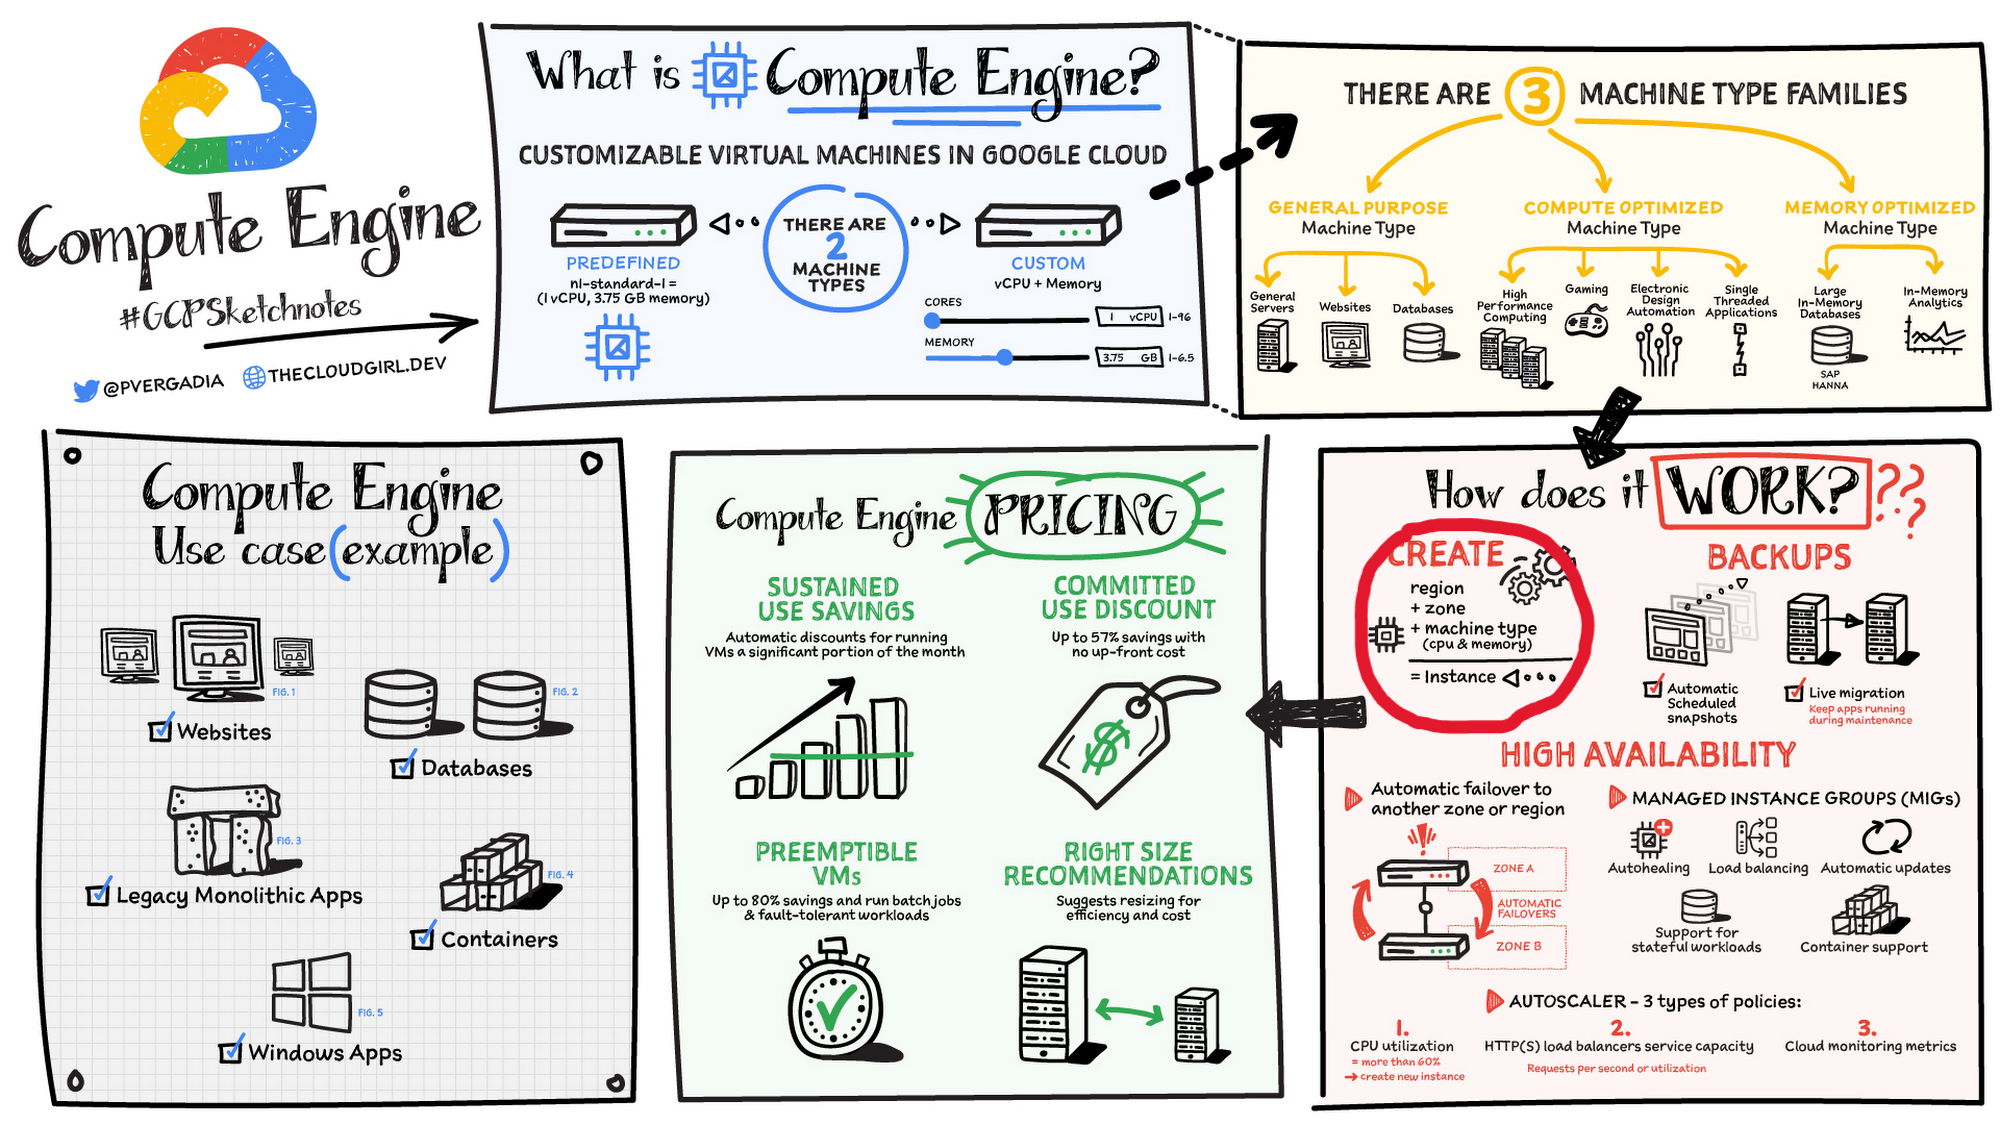 Compute Engine
#GCPSketchnotes
@PVERGADIA
THECLOUDGIRL.DEV
What is Compute Engine?
CUSTOMIZABLE VIRTUAL MACHINES IN GOOGLE CLOUD
THERE ARE
2
MACHINE
TYPES
PREDEFINED
n1-standard-1 =
(1 vCPU, 3.75 GB memory)
CUSTOM
vCPU + Memory
CORES
1 vCPU
1-96
MEMORY
3.75 GB
1-6.5
THERE ARE 3 MACHINE TYPE FAMILIES
GENERAL PURPOSE
Machine Type
General
Servers
Websites
Databases
COMPUTE OPTIMIZED
Machine Type
High
Performance
Computing
Gaming
Electronic
Design
Automation
Single
Threaded
Applications
MEMORY OPTIMIZED
Machine Type
Large
In-Memory
Databases
SAP
HANNA
In-Memory
Analytics
How does it WORK? ???
CREATE
region
+ zone
+ machine type
(cpu & memory)
= Instance
BACKUPS
Automatic
Scheduled
snapshots
Live migration
Keep apps running
during maintenance
HIGH AVAILABILITY
Automatic failover to
another zone or region
ZONE A
AUTOMATIC
FAILOVERS
ZONE B
MANAGED INSTANCE GROUPS (MIGs)
Autohealing
Load balancing
Automatic updates
Support for
stateful workloads
Container support
AUTOSCALER - 3 types of policies:
1.
CPU utilization
= more than 60%
→ create new instance
2.
HTTP(S) load balancers service capacity
Requests per second or utilization
3.
Cloud monitoring metrics
Compute Engine PRICING
SUSTAINED
USE SAVINGS
Automatic discounts for running
VMs a significant portion of the month
COMMITTED
USE DISCOUNT
Up to 57% savings with
no up-front cost
$
PREEMPTIBLE
VMs
Up to 80% savings and run batch jobs
& fault-tolerant workloads
RIGHT SIZE
RECOMMENDATIONS
Suggests resizing for
efficiency and cost
Compute Engine
Use case (example)
FIG. 1
Websites
FIG. 2
Databases
FIG. 3
Legacy Monolithic Apps
FIG. 4
Containers
FIG. 5
Windows Apps